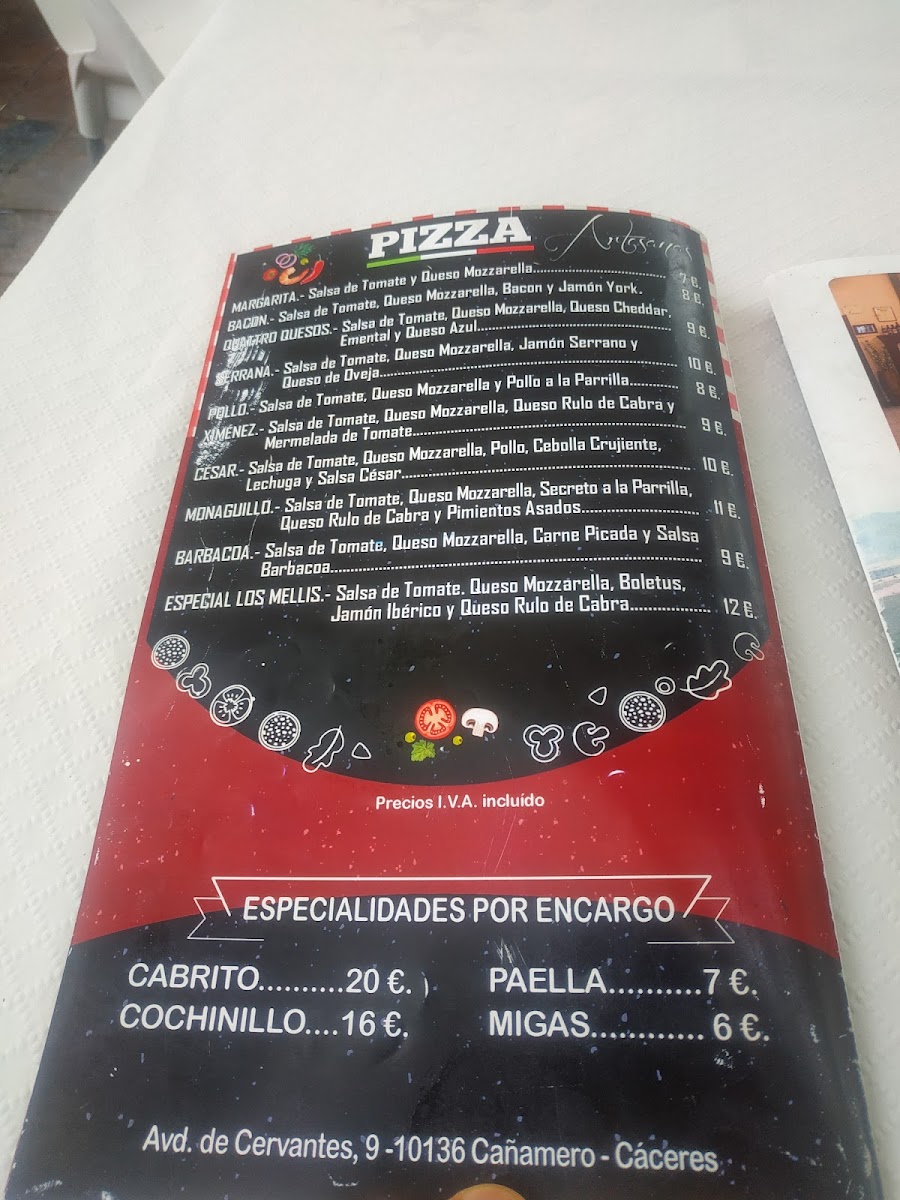 PIZZA Artesanas
MARGARITA.- Salsa de Tomate y Queso Mozzarella.......................... 7 €.
BACON.- Salsa de Tomate, Queso Mozzarella, Bacon y Jamón York. 8 €.
QUATTRO QUESOS.- Salsa de Tomate, Queso Mozzarella, Queso Cheddar,
Emental y Queso Azul............................................. 9 €.
SERRANA.- Salsa de Tomate, Queso Mozzarella, Jamón Serrano y
Queso de Oveja............................................................ 10 €.
POLLO.- Salsa de Tomate, Queso Mozzarella y Pollo a la Parrilla........... 8 €.
XIMÉNEZ.- Salsa de Tomate, Queso Mozzarella, Queso Rulo de Cabra y
Mermelada de Tomate...................................................... 9 €.
CÉSAR.- Salsa de Tomate, Queso Mozzarella, Pollo, Cebolla Crujiente,
Lechuga y Salsa César......................................................... 10 €.
MONAGUILLO.- Salsa de Tomate, Queso Mozzarella, Secreto a la Parrilla,
Queso Rulo de Cabra y Pimientos Asados........................ 11 €.
BARBACOA.- Salsa de Tomate, Queso Mozzarella, Carne Picada y Salsa
Barbacoa........................................................................ 9 €.
ESPECIAL LOS MELLIS.- Salsa de Tomate. Queso Mozzarella, Boletus,
Jamón Ibérico y Queso Rulo de Cabra................. 12 €.
Precios I.V.A. incluído
ESPECIALIDADES POR ENCARGO
CABRITO..........20 €. PAELLA..........7 €.
COCHINILLO....16 €. MIGAS............ 6 €.
Avd. de Cervantes, 9 -10136 Cañamero - Cáceres